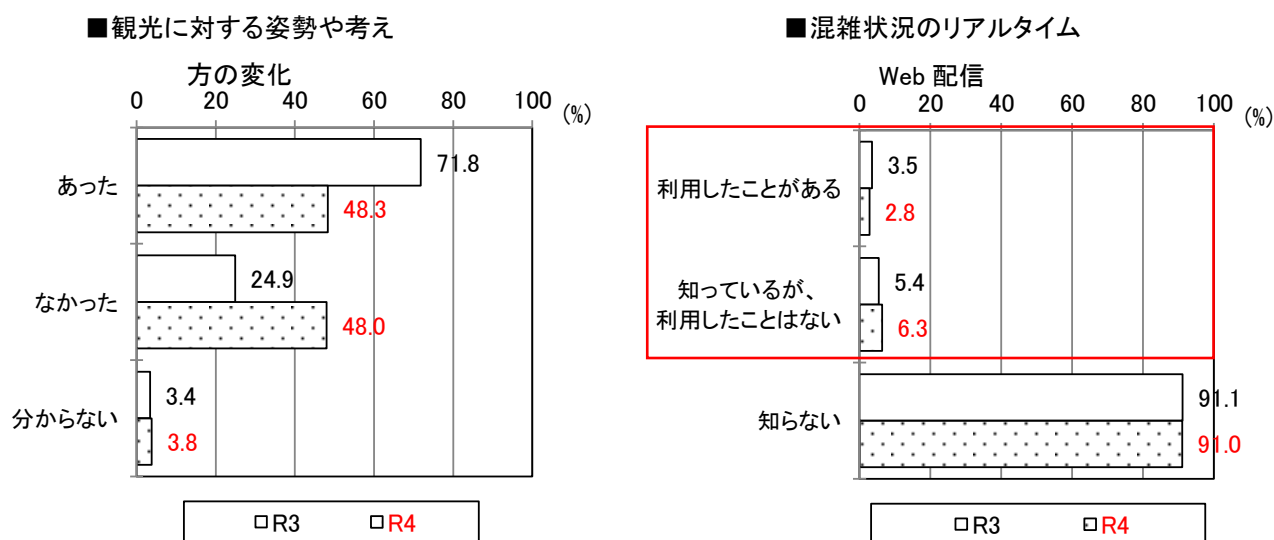 ■観光に対する姿勢や考え
方の変化
0 20 40 60 80 100
(%)
あった
71.8
48.3
なかった
24.9
48.0
分からない
3.4
3.8
□R3 □R4
■混雑状況のリアルタイム
Web 配信
0 20 40 60 80 100
(%)
利用したことがある
3.5
2.8
知っているが、
利用したことはない
5.4
6.3
知らない
91.1
91.0
□R3 □R4